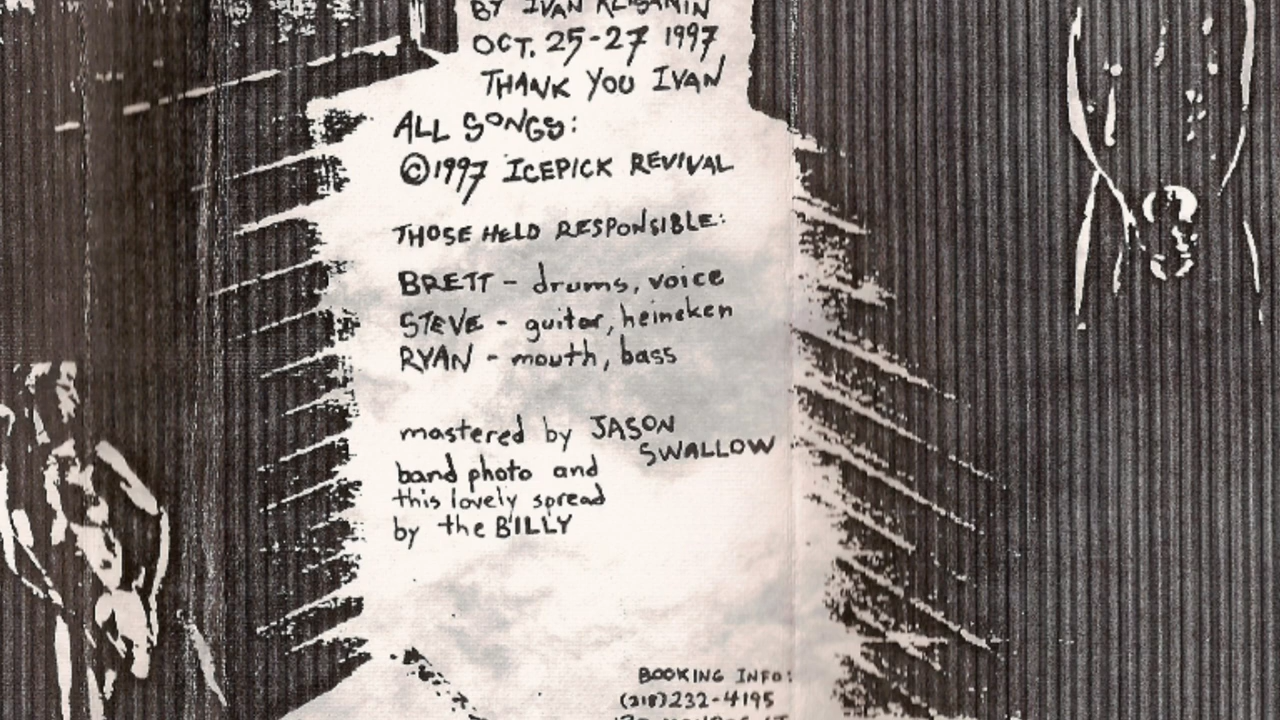 BY IVAN
OCT. 25-27 1997
THANK YOU IVAN
ALL SONGS:
©1997 ICEPICK REVIVAL
THOSE HELD RESPONSIBLE:
BRETT - drums, voice
STEVE - guitar, heineken
RYAN - mouth, bass
mastered by JASON
SWALLOW
band photo and
this lovely spread
by the BILLY
BOOKING INFO:
(218)232-4195